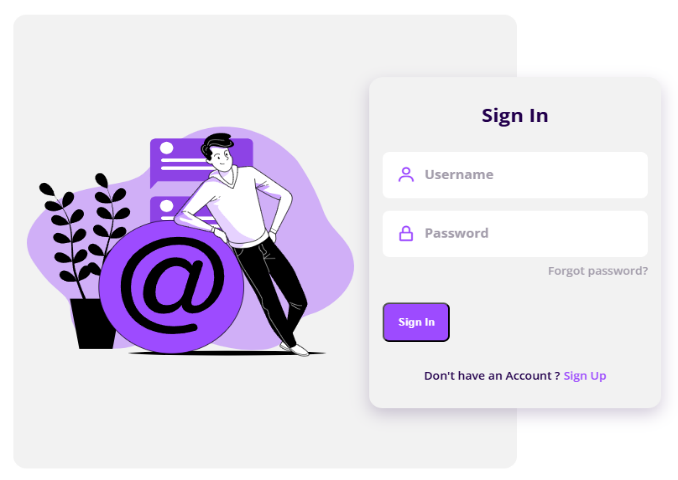 Sign In
Username
Password
Forgot password?
Sign In
Don't have an Account ? Sign Up
@